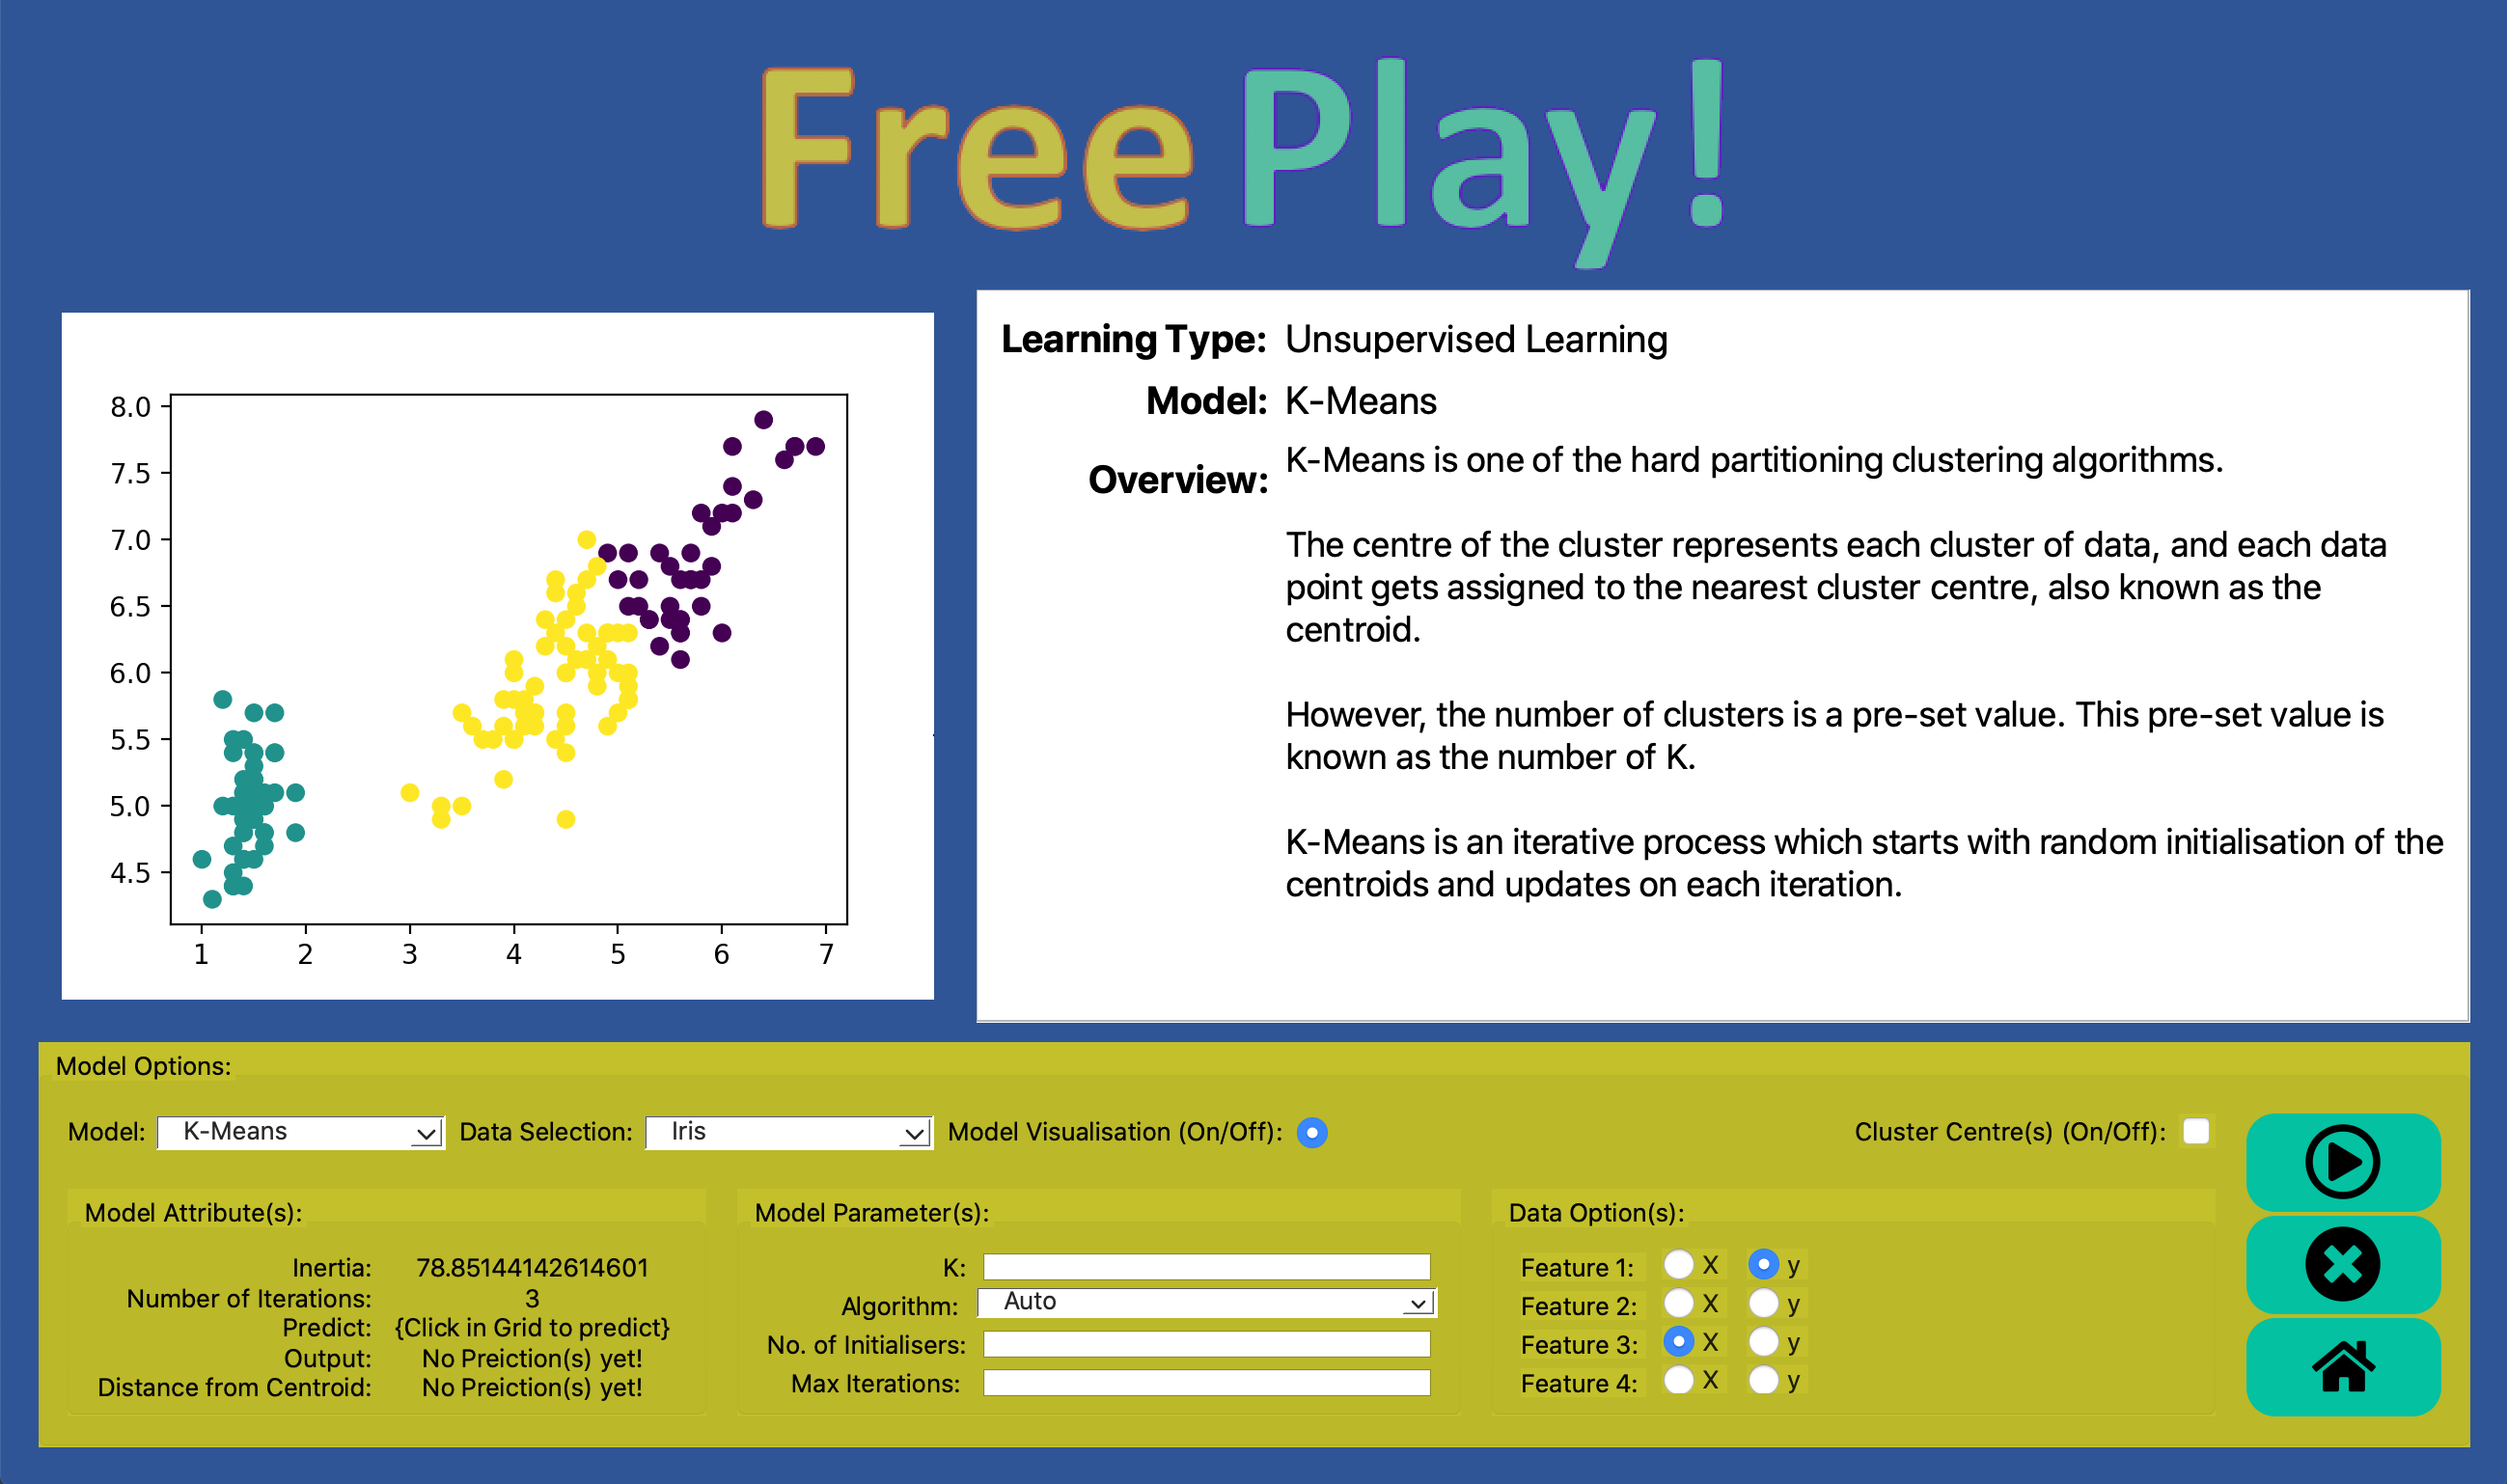 Free Play!
8.0
7.5
7.0
6.5
6.0
5.5
5.0
4.5
1 2 3 4 5 6 7
Learning Type: Unsupervised Learning
Model: K-Means
Overview: K-Means is one of the hard partitioning clustering algorithms.
The centre of the cluster represents each cluster of data, and each data
point gets assigned to the nearest cluster centre, also known as the
centroid.
However, the number of clusters is a pre-set value. This pre-set value is
known as the number of K.
K-Means is an iterative process which starts with random initialisation of the
centroids and updates on each iteration.
Model Options:
Model: K-Means Data Selection: Iris Model Visualisation (On/Off): Cluster Centre(s) (On/Off):
Model Attribute(s):
Inertia: 78.85144142614601
Number of Iterations: 3
Predict: {Click in Grid to predict}
Output: No Preiction(s) yet!
Distance from Centroid: No Preiction(s) yet!
Model Parameter(s):
K:
Algorithm: Auto
No. of Initialisers:
Max Iterations:
Data Option(s):
Feature 1: X y
Feature 2: X y
Feature 3: X y
Feature 4: X y